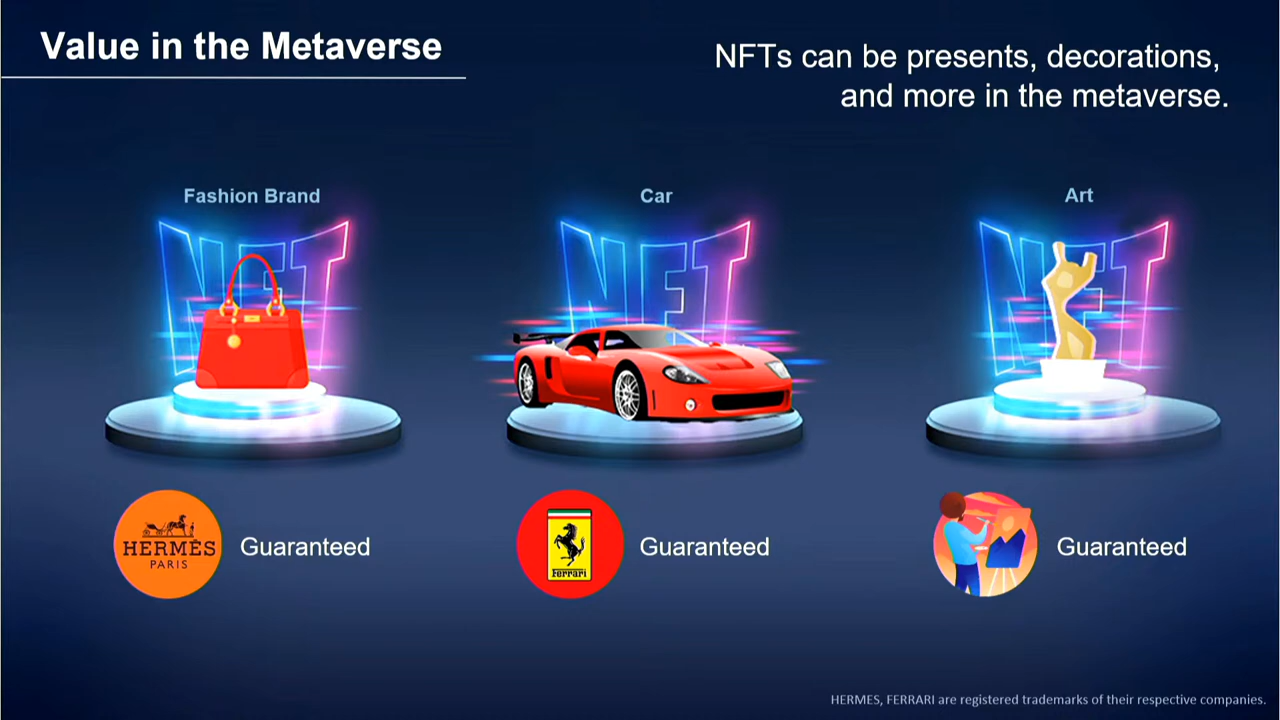 Value in the Metaverse
NFTs can be presents, decorations,
and more in the metaverse.
Fashion Brand
Car
Art
NFT
NFT
NFT
HERMÈS
PARIS
Guaranteed
Ferrari
Guaranteed
Guaranteed
HERMES, FERRARI are registered trademarks of their respective companies.